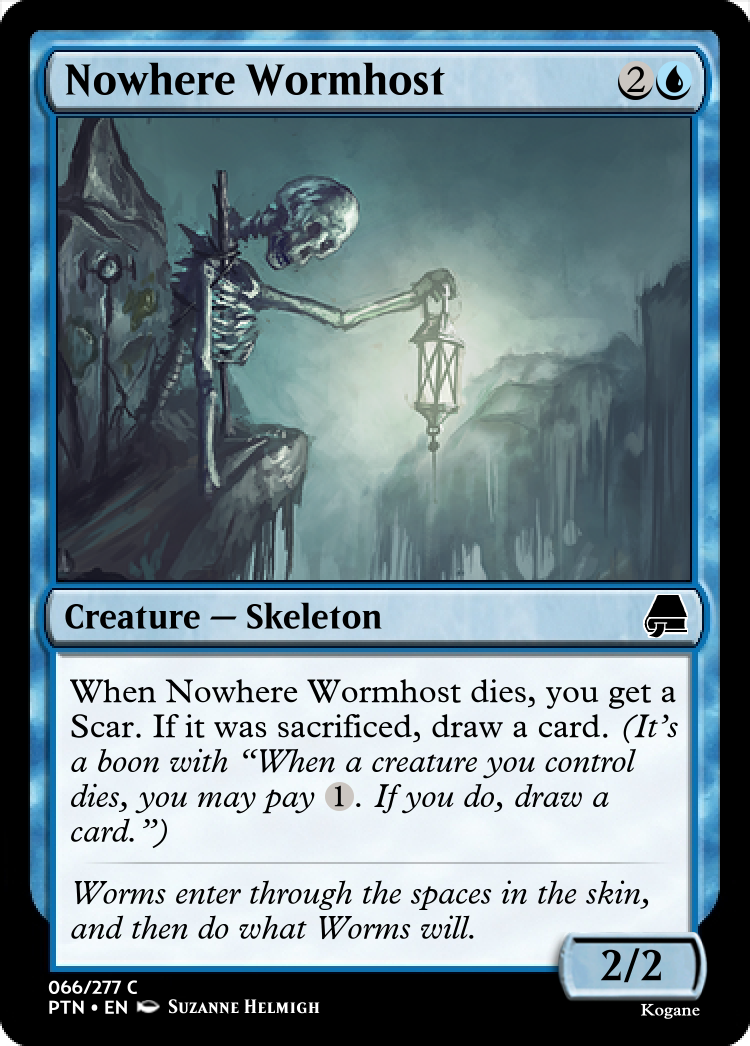 Nowhere Wormhost 2
Creature — Skeleton
When Nowhere Wormhost dies, you get a
Scar. If it was sacrificed, draw a card. (It's
a boon with “When a creature you control
dies, you may pay 1. If you do, draw a
card.”)
Worms enter through the spaces in the skin,
and then do what Worms will.
2/2
066/277 C
PTN • EN Suzanne Helmigh
Kogane